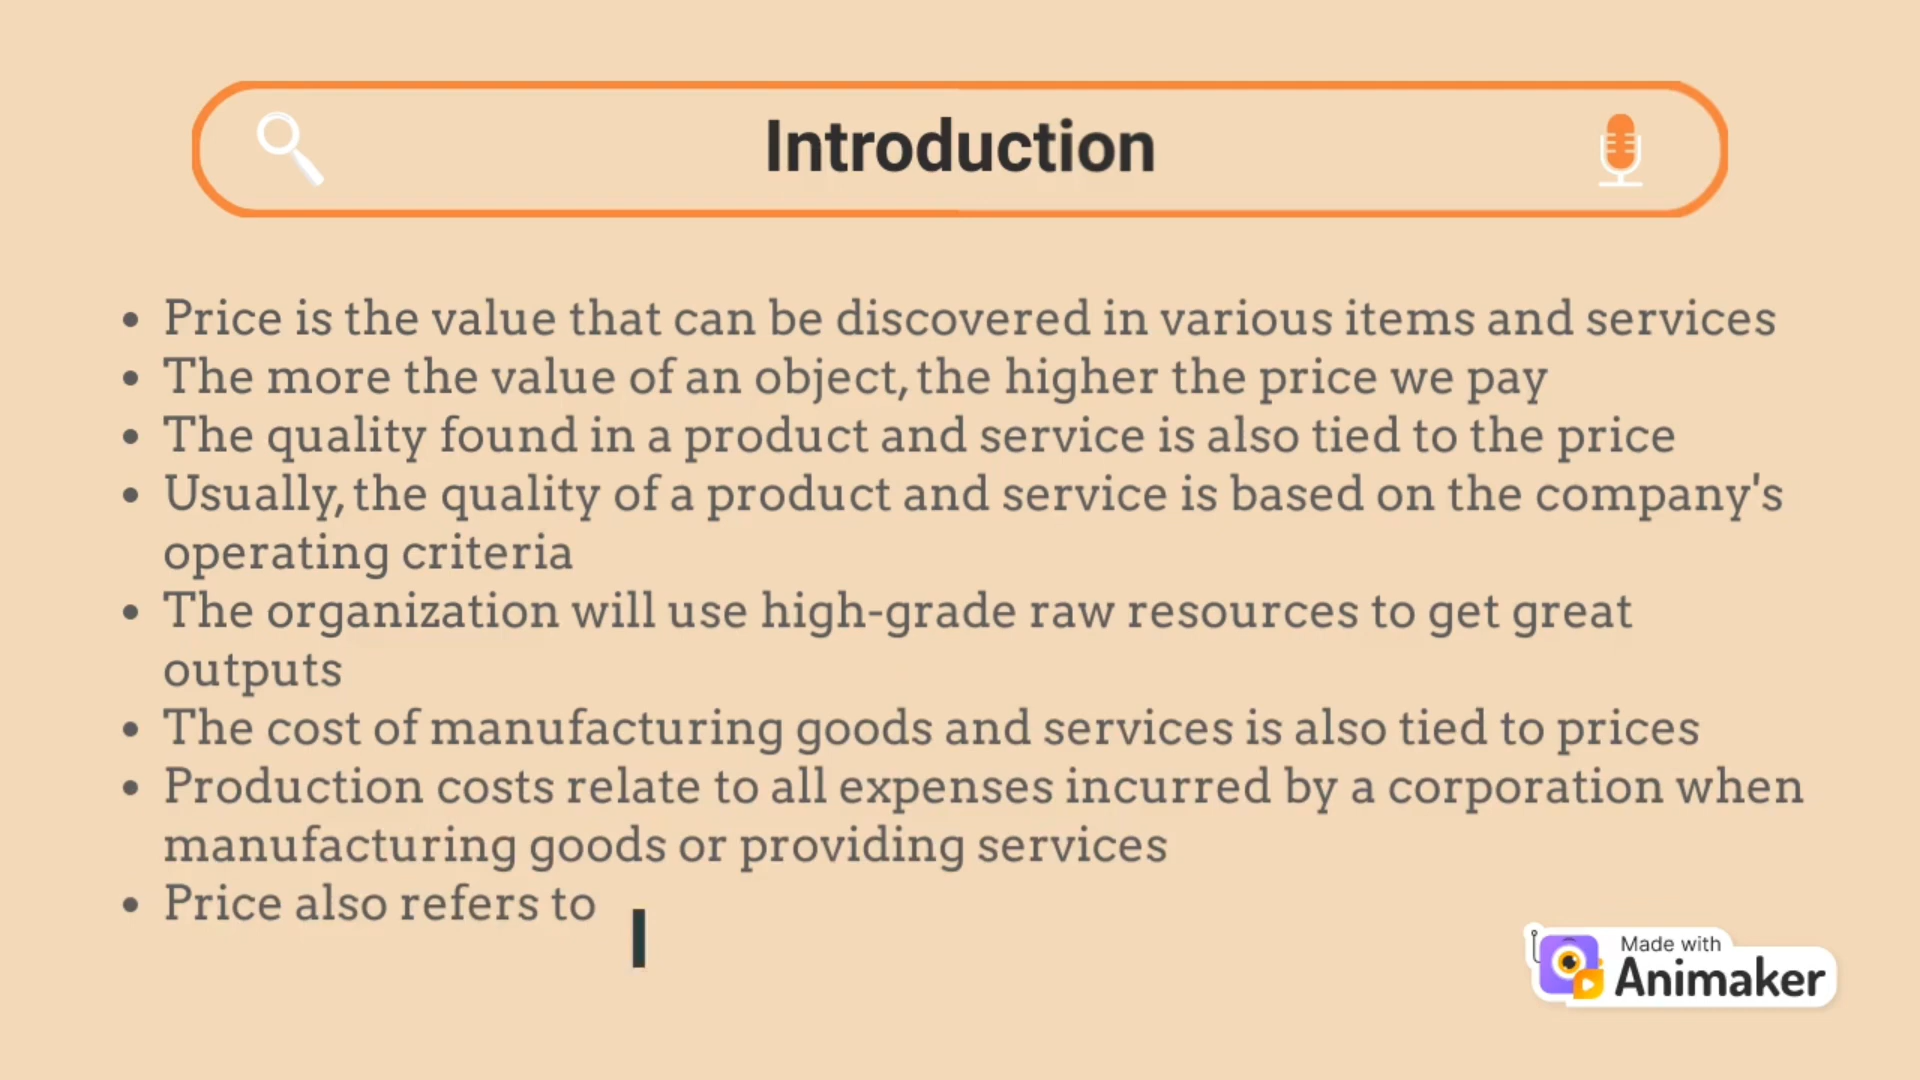 Introduction
• Price is the value that can be discovered in various items and services
• The more the value of an object, the higher the price we pay
• The quality found in a product and service is also tied to the price
• Usually, the quality of a product and service is based on the company's
operating criteria
• The organization will use high-grade raw resources to get great
outputs
• The cost of manufacturing goods and services is also tied to prices
• Production costs relate to all expenses incurred by a corporation when
manufacturing goods or providing services
• Price also refers to
Made with
Animaker